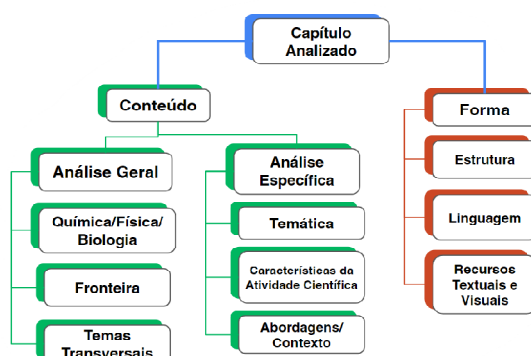 Capítulo
Analizado
Conteúdo
Forma
Análise Geral
Química/Física/
Biologia
Fronteira
Temas
Transversais
Análise
Específica
Temática
Características da
Atividade Científica
Abordagens/
Contexto
Estrutura
Linguagem
Recursos
Textuais e
Visuais